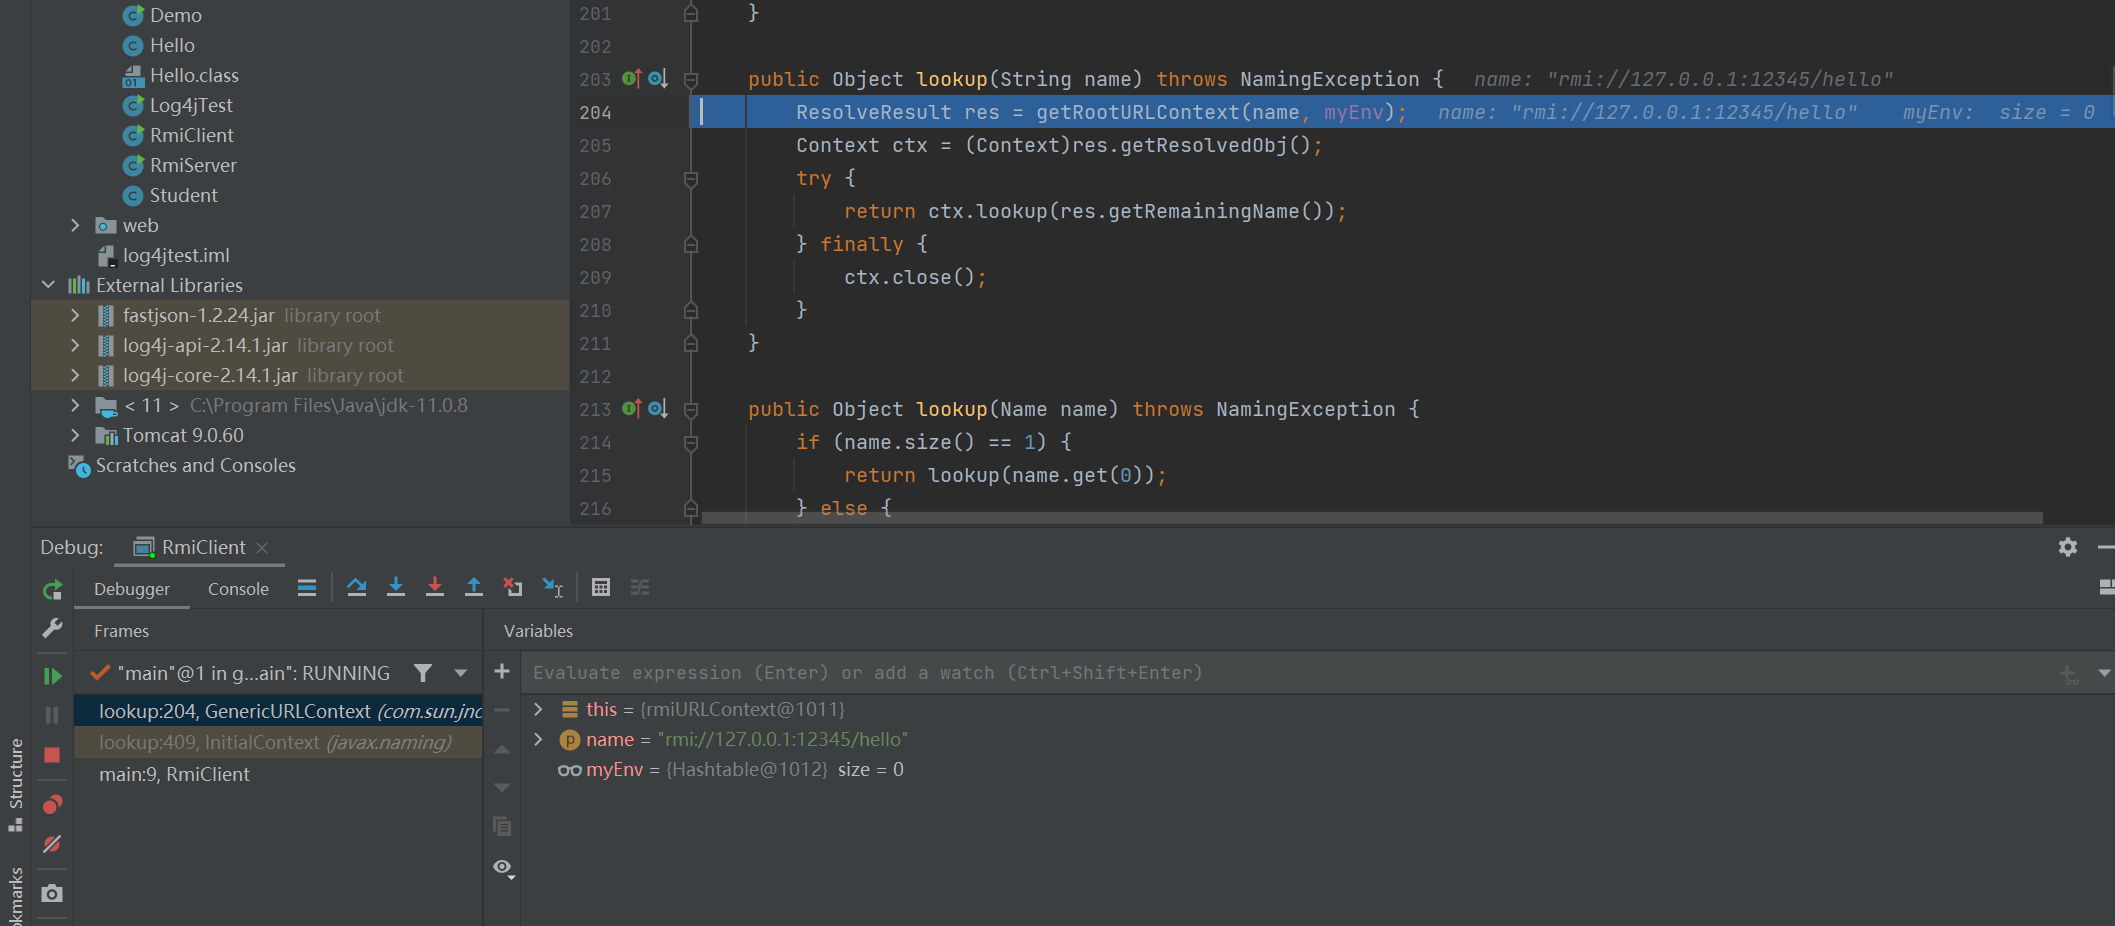 Demo
Hello
Hello.class
Log4jTest
RmiClient
RmiServer
Student
web
log4jtest.iml
External Libraries
fastjson-1.2.24.jar library root
log4j-api-2.14.1.jar library root
log4j-core-2.14.1.jar library root
< 11 > C:\Program Files\Java\jdk-11.0.8
Tomcat 9.0.60
Scratches and Consoles
201 }
202
203 public Object lookup(String name) throws NamingException { name: "rmi://127.0.0.1:12345/hello"
204 ResolveResult res = getRootURLContext(name, myEnv); name: "rmi://127.0.0.1:12345/hello" myEnv: size = 0
205 Context ctx = (Context)res.getResolvedObj();
206 try {
207 return ctx.lookup(res.getRemainingName());
208 } finally {
209 ctx.close();
210 }
211 }
212
213 public Object lookup(Name name) throws NamingException {
214 if (name.size() == 1) {
215 return lookup(name.get(0));
216 } else {
Debug: RmiClient
Debugger Console
Frames
"main"@1 in g...ain": RUNNING
lookup:204, GenericURLContext (com.sun.jnd
lookup:409, InitialContext (javax.naming)
main:9, RmiClient
Variables
Evaluate expression (Enter) or add a watch (Ctrl+Shift+Enter)
this = {rmiURLContext@1011}
name = "rmi://127.0.0.1:12345/hello"
myEnv = {Hashtable@1012} size = 0
Structure
okmarks